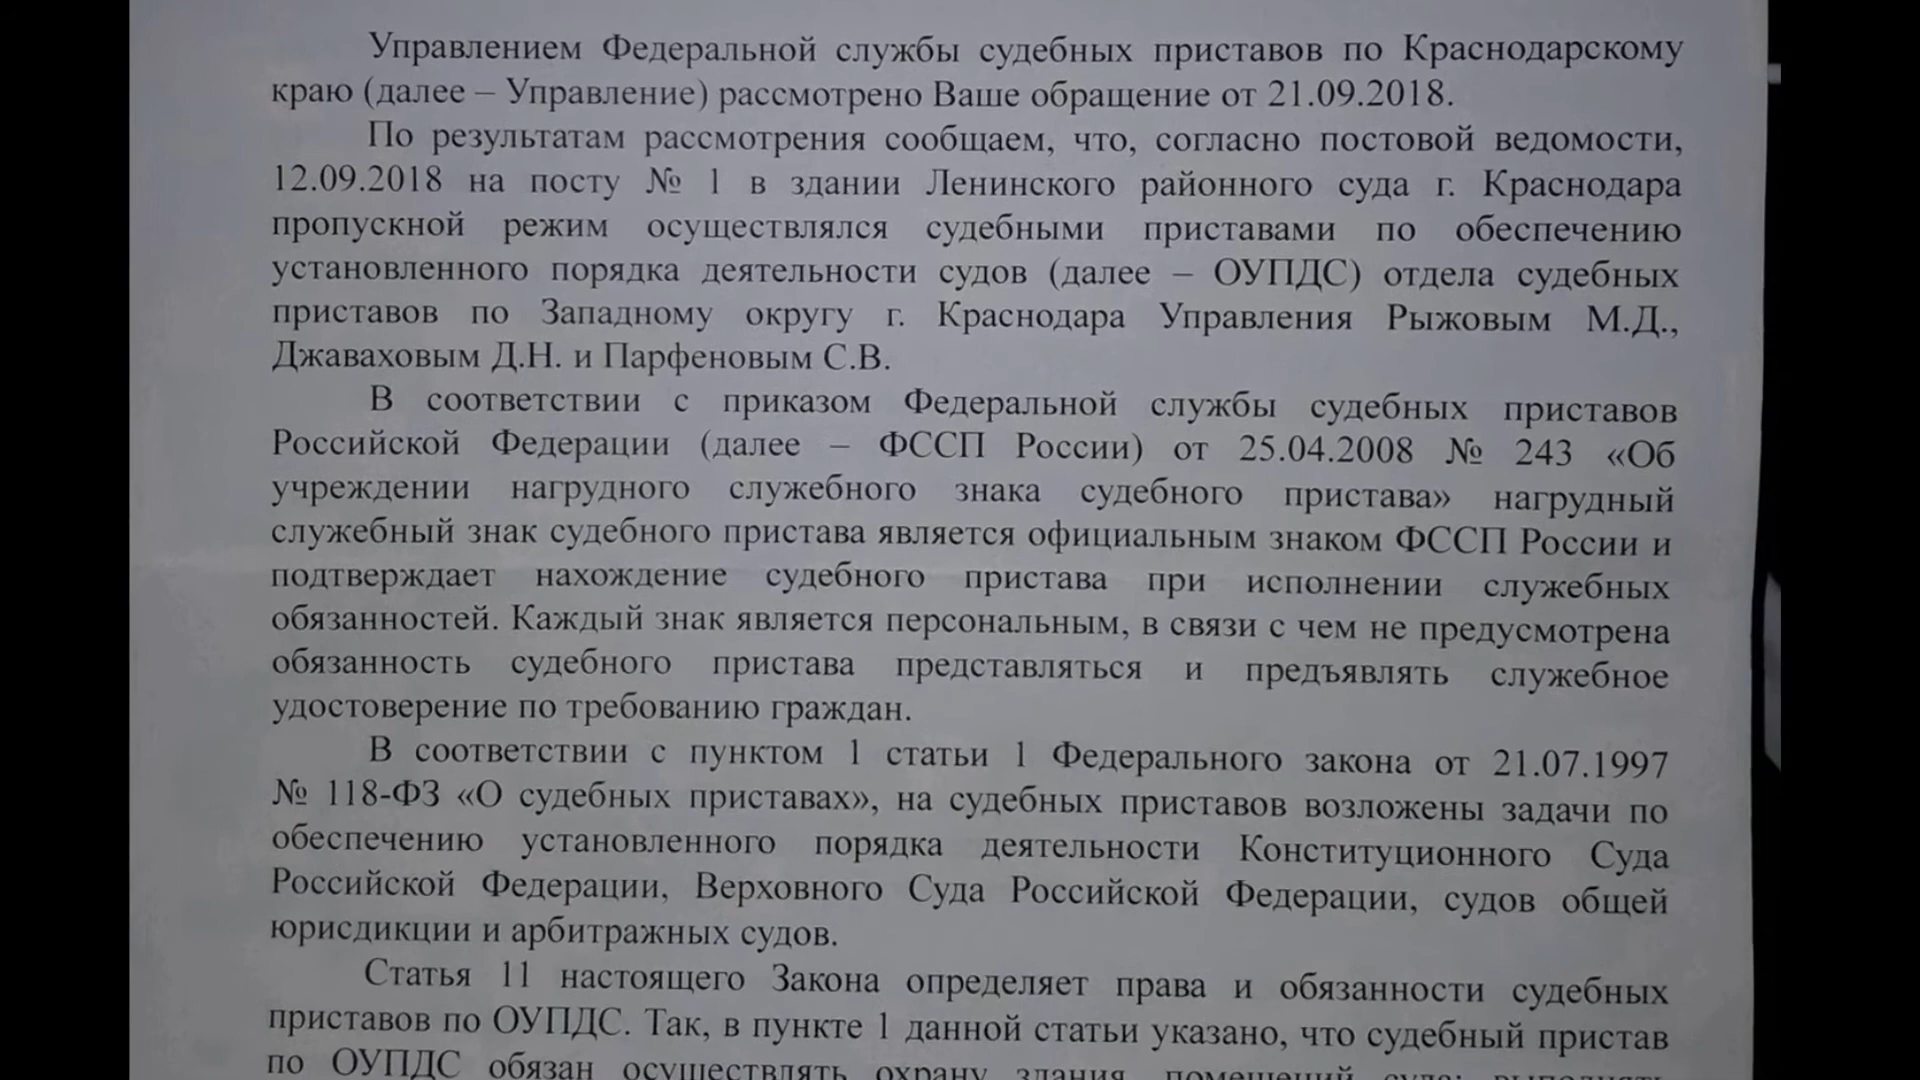 Управлением Федеральной службы судебных приставов по Краснодарскому
краю (далее – Управление) рассмотрено Ваше обращение от 21.09.2018.
По результатам рассмотрения сообщаем, что, согласно постовой ведомости,
12.09.2018 на посту № 1 в здании Ленинского районного суда г. Краснодара
пропускной режим осуществлялся судебными приставами по обеспечению
установленного порядка деятельности судов (далее – ОУПДС) отдела судебных
приставов по Западному округу г. Краснодара Управления Рыжовым М.Д.,
Джаваховым Д.Н. и Парфеновым С.В.
В соответствии с приказом Федеральной службы судебных приставов
Российской Федерации (далее – ФССП России) от 25.04.2008 № 243 «Об
учреждении нагрудного служебного знака судебного пристава» нагрудный
служебный знак судебного пристава является официальным знаком ФССП России и
подтверждает нахождение судебного пристава при исполнении служебных
обязанностей. Каждый знак является персональным, в связи с чем не предусмотрена
обязанность судебного пристава представляться и предъявлять служебное
удостоверение по требованию граждан.
В соответствии с пунктом 1 статьи 1 Федерального закона от 21.07.1997
№ 118-ФЗ «О судебных приставах», на судебных приставов возложены задачи по
обеспечению установленного порядка деятельности Конституционного Суда
Российской Федерации, Верховного Суда Российской Федерации, судов общей
юрисдикции и арбитражных судов.
Статья 11 настоящего Закона определяет права и обязанности судебных
приставов по ОУПДС. Так, в пункте 1 данной статьи указано, что судебный пристав
по ОУПДС обязан осуществлять охрану здания, помещений суда; выполнять